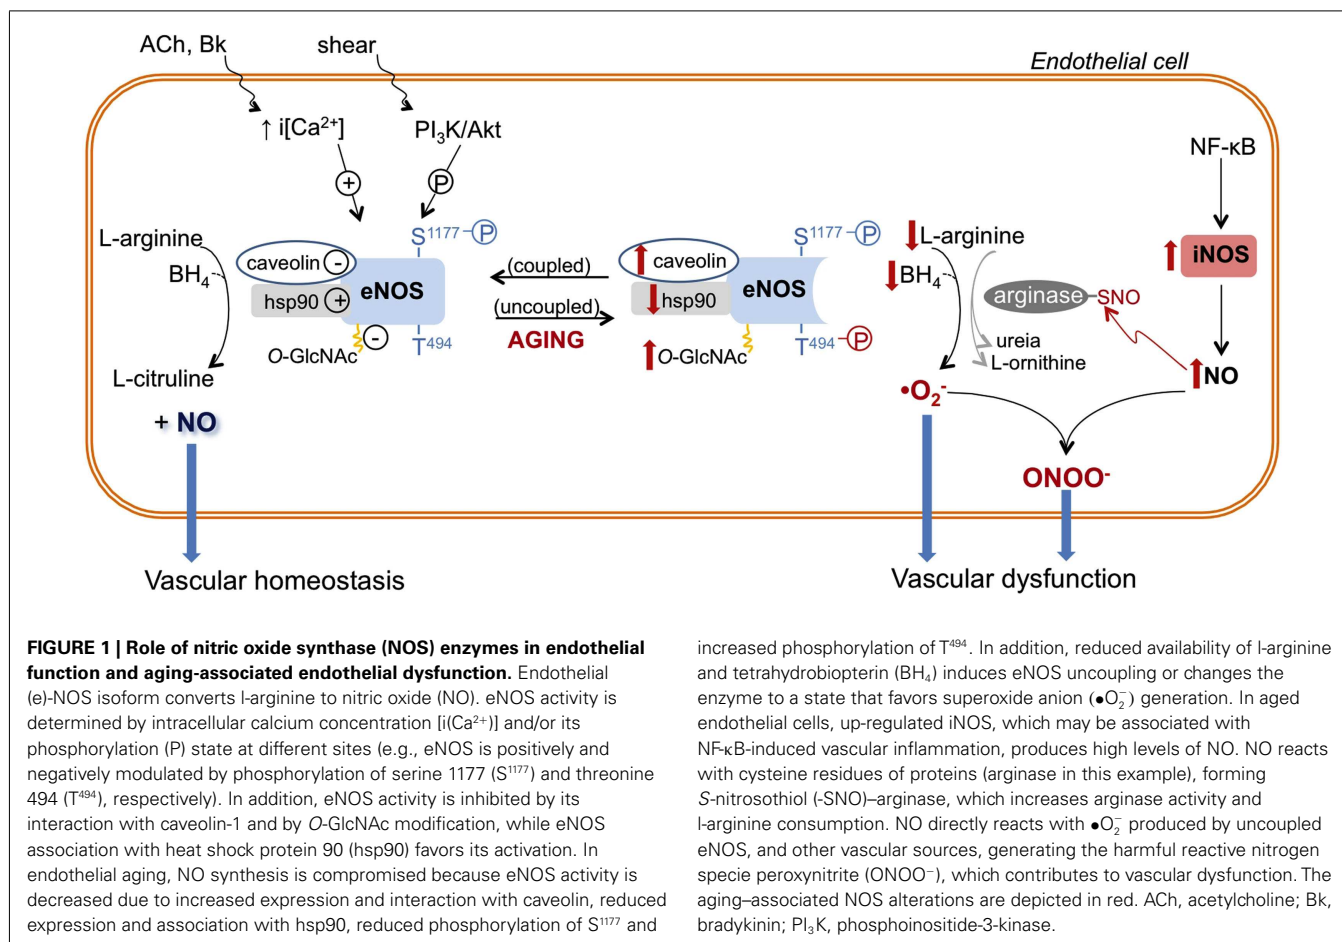 ACh, Bk
shear
Endothelial cell
↑ i[Ca²⁺]
PI₃K/Akt
NF-κB
+
P
L-arginine
BH₄
L-citruline
+ NO
caveolin -
hsp90 +
eNOS
S¹¹⁷⁷-P
T⁴⁹⁴
-
O-GlcNAc
(coupled)
(uncoupled)
AGING
caveolin
hsp90
eNOS
S¹¹⁷⁷-P
T⁴⁹⁴-P
O-GlcNAc
L-arginine
BH₄
arginase-SNO
ureia
L-ornithine
iNOS
NO
•O₂⁻
ONOO⁻
Vascular homeostasis
Vascular dysfunction
FIGURE 1 | Role of nitric oxide synthase (NOS) enzymes in endothelial
function and aging-associated endothelial dysfunction. Endothelial
(e)-NOS isoform converts l-arginine to nitric oxide (NO). eNOS activity is
determined by intracellular calcium concentration [i(Ca²⁺)] and/or its
phosphorylation (P) state at different sites (e.g., eNOS is positively and
negatively modulated by phosphorylation of serine 1177 (S¹¹⁷⁷) and threonine
494 (T⁴⁹⁴), respectively). In addition, eNOS activity is inhibited by its
interaction with caveolin-1 and by O-GlcNAc modification, while eNOS
association with heat shock protein 90 (hsp90) favors its activation. In
endothelial aging, NO synthesis is compromised because eNOS activity is
decreased due to increased expression and interaction with caveolin, reduced
expression and association with hsp90, reduced phosphorylation of S¹¹⁷⁷ and
increased phosphorylation of T⁴⁹⁴. In addition, reduced availability of l-arginine
and tetrahydrobiopterin (BH₄) induces eNOS uncoupling or changes the
enzyme to a state that favors superoxide anion (•O₂⁻) generation. In aged
endothelial cells, up-regulated iNOS, which may be associated with
NF-κB-induced vascular inflammation, produces high levels of NO. NO reacts
with cysteine residues of proteins (arginase in this example), forming
S-nitrosothiol (-SNO)–arginase, which increases arginase activity and
l-arginine consumption. NO directly reacts with •O₂⁻ produced by uncoupled
eNOS, and other vascular sources, generating the harmful reactive nitrogen
specie peroxynitrite (ONOO⁻), which contributes to vascular dysfunction. The
aging–associated NOS alterations are depicted in red. ACh, acetylcholine; Bk,
bradykinin; PI₃K, phosphoinositide-3-kinase.